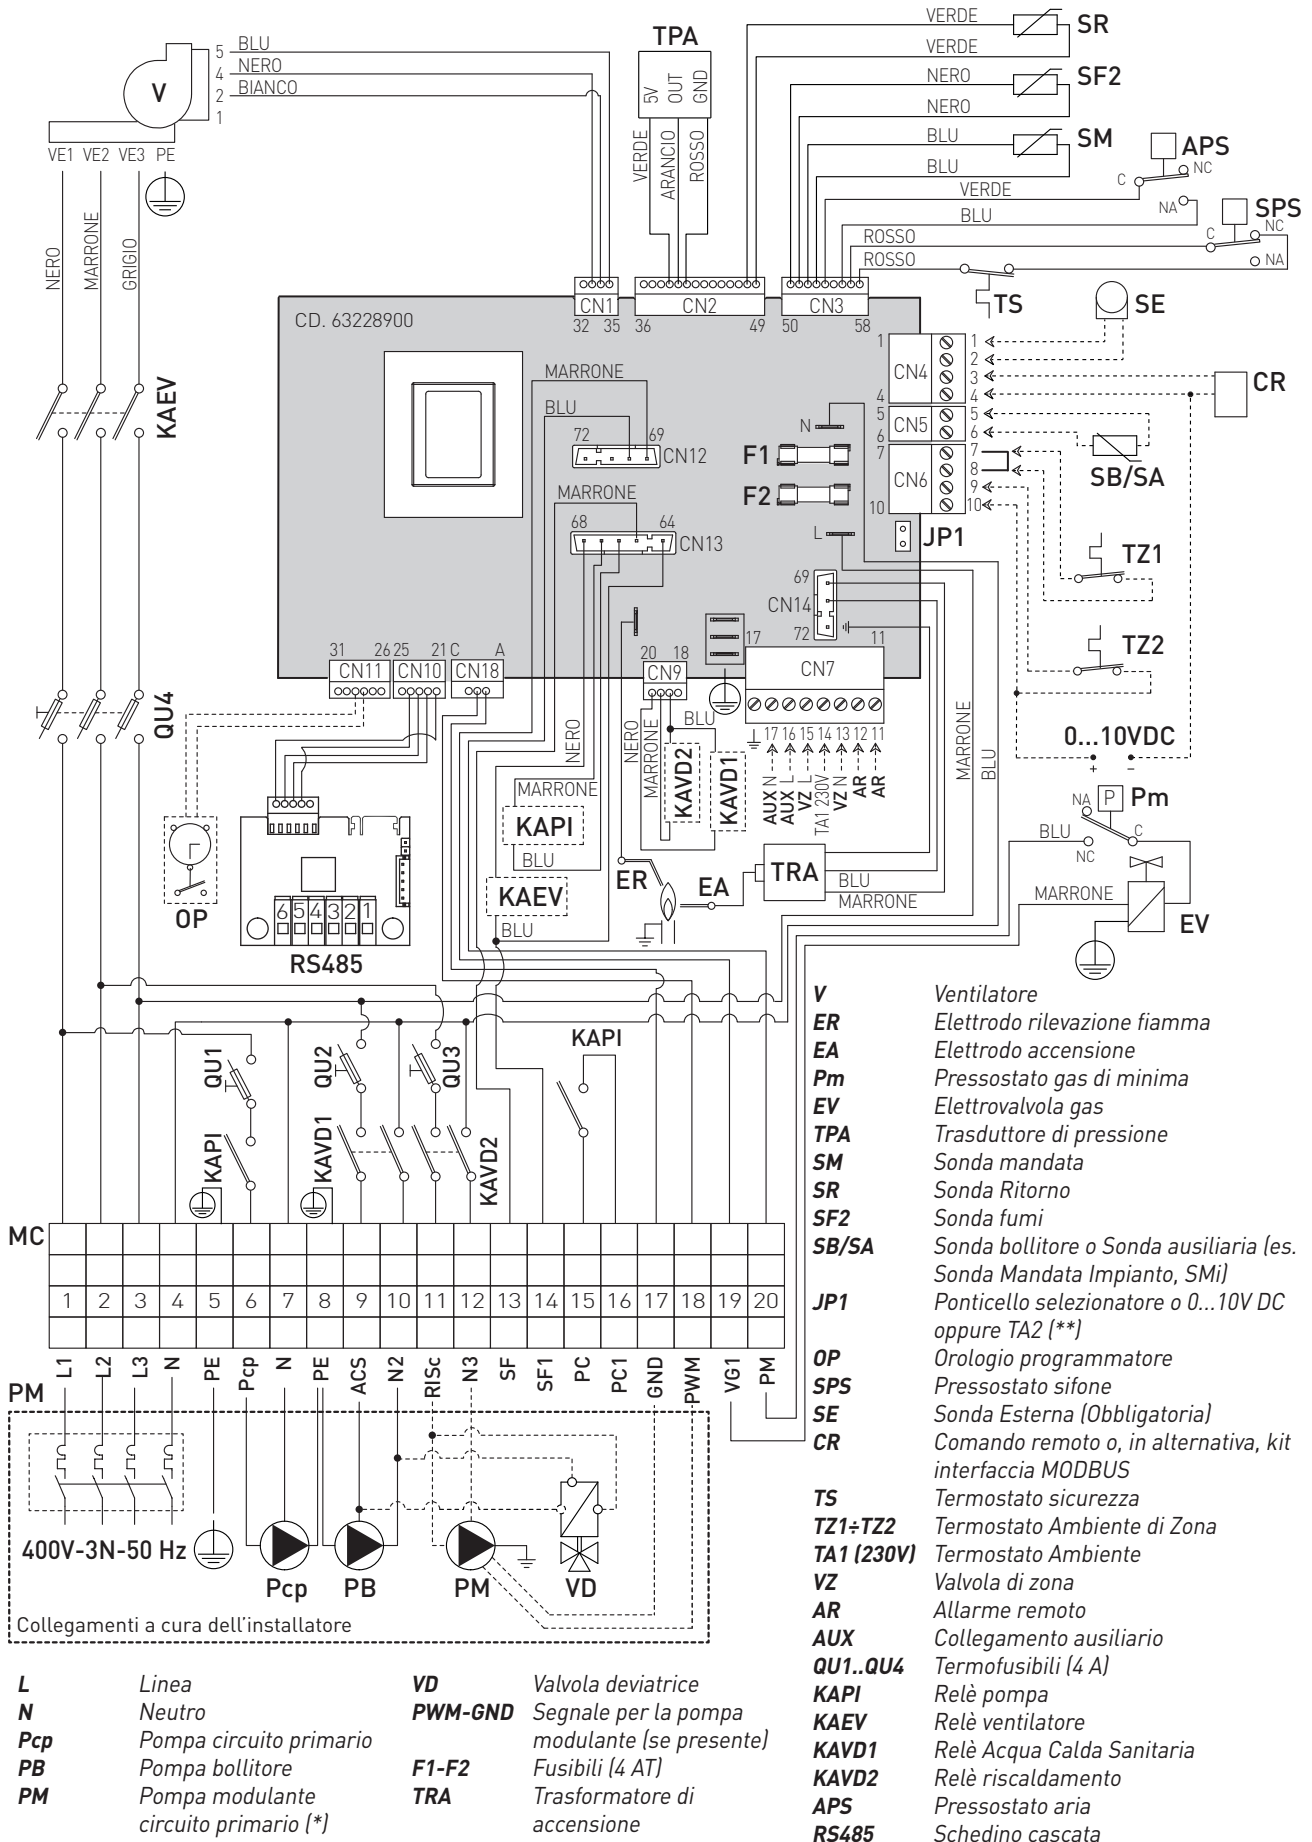 VERDE
SR
VERDE
TPA
5V
OUT
GND
NERO
SF2
NERO
BLU
SM
BLU
5
BLU
4
NERO
2
BIANCO
1
V
VE1
VE2
VE3
PE
VERDE
ARANCIO
ROSSO
APS
C
NC
NA
VERDE
BLU
SPS
C
NC
NA
ROSSO
ROSSO
TS
NERO
MARRONE
GRIGIO
CD. 63228900
CN1
32
35
CN2
36
49
CN3
50
58
SE
CR
1
CN4
4
5
CN5
6
7
CN6
10
1
2
3
4
5
6
7
8
9
10
SB/SA
KAEV
MARRONE
BLU
72
69
CN12
N
F1
F2
MARRONE
68
64
CN13
L
JP1
TZ1
69
CN14
72
TZ2
31
26
25
21
C
A
CN11
CN10
CN18
20
18
CN9
17
11
CN7
QU4
17
16
15
14
13
12
11
AUX N
AUX L
VZ L
TA1 230V
VZ N
AR
AR
NERO
NERO
MARRONE
BLU
KAVD2
KAVD1
MARRONE
BLU
0...10VDC
+
-
NA
P
Pm
C
NC
BLU
MARRONE
EV
MARRONE
KAPI
BLU
KAEV
BLU
ER
EA
TRA
BLU
MARRONE
OP
6
5
4
3
2
1
RS485
QU1
QU2
QU3
KAPI
KAPI
KAVD1
KAVD2
MC
1
2
3
4
5
6
7
8
9
10
11
12
13
14
15
16
17
18
19
20
L1
L2
L3
N
PE
Pcp
N
PE
ACS
N2
RISc
N3
SF
SF1
PC
PC1
GND
PWM
VG1
PM
PM
400V-3N-50 Hz
Pcp
PB
PM
VD
Collegamenti a cura dell'installatore
V Ventilatore
ER Elettrodo rilevazione fiamma
EA Elettrodo accensione
Pm Pressostato gas di minima
EV Elettrovalvola gas
TPA Trasduttore di pressione
SM Sonda mandata
SR Sonda Ritorno
SF2 Sonda fumi
SB/SA Sonda bollitore o Sonda ausiliaria (es.
Sonda Mandata Impianto, SMi)
JP1 Ponticello selezionatore o 0...10V DC
oppure TA2 (**)
OP Orologio programmatore
SPS Pressostato sifone
SE Sonda Esterna (Obbligatoria)
CR Comando remoto o, in alternativa, kit
interfaccia MODBUS
TS Termostato sicurezza
TZ1÷TZ2 Termostato Ambiente di Zona
TA1 (230V) Termostato Ambiente
VZ Valvola di zona
AR Allarme remoto
AUX Collegamento ausiliario
QU1..QU4 Termofusibili (4 A)
KAPI Relè pompa
KAEV Relè ventilatore
KAVD1 Relè Acqua Calda Sanitaria
KAVD2 Relè riscaldamento
APS Pressostato aria
RS485 Schedino cascata
L Linea
N Neutro
Pcp Pompa circuito primario
PB Pompa bollitore
PM Pompa modulante
circuito primario (*)
VD Valvola deviatrice
PWM-GND Segnale per la pompa
modulante (se presente)
F1-F2 Fusibili (4 AT)
TRA Trasformatore di
accensione